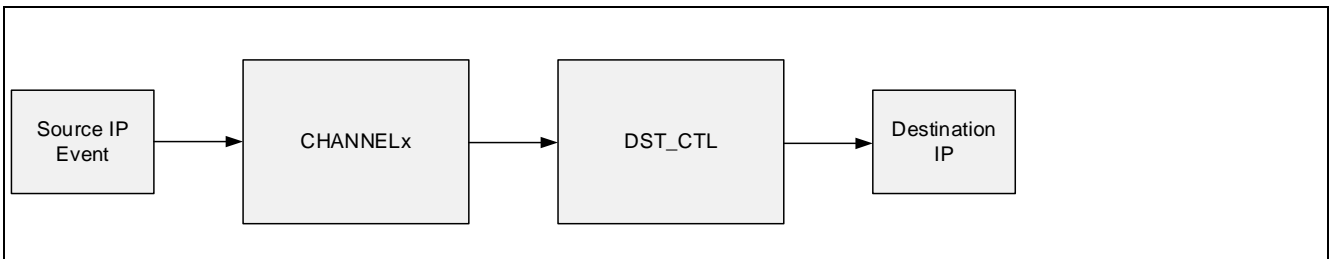 Source IP
Event
CHANNELx
DST_CTL
Destination
IP